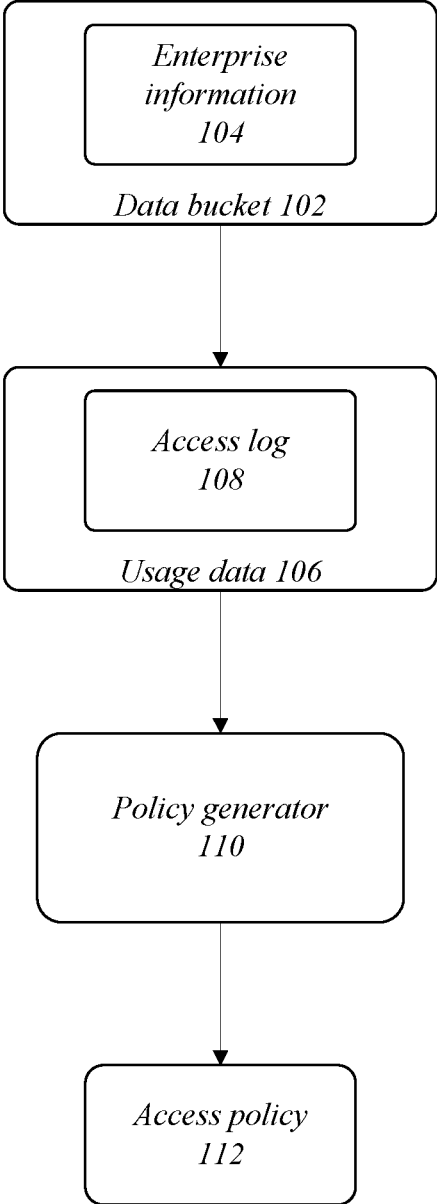 Enterprise
information
104
Data bucket 102
Access log
108
Usage data 106
Policy generator
110
Access policy
112